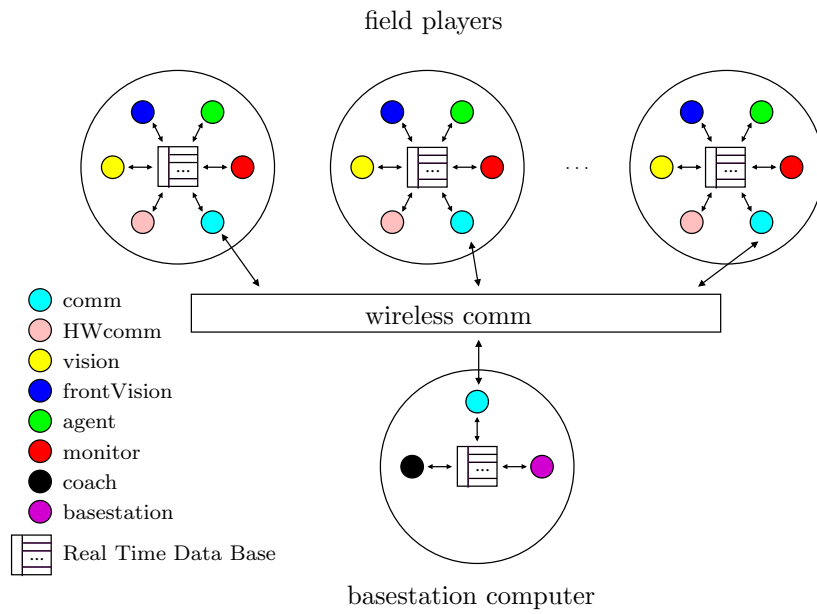 field players
...
...
. . .
...
wireless comm
comm
HWcomm
vision
frontVision
agent
monitor
coach
basestation
...
...
Real Time Data Base
basestation computer